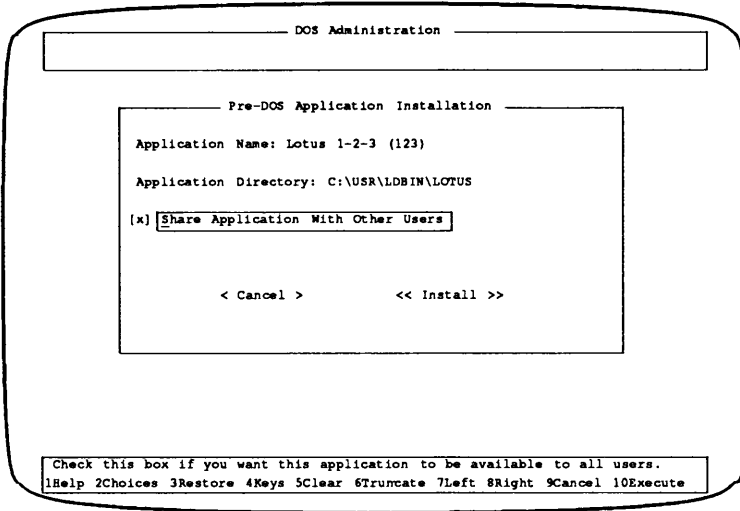 DOS Administration
Pre-DOS Application Installation
Application Name: Lotus 1-2-3 (123)
Application Directory: C:\USR\LDBIN\LOTUS
[x] Share Application With Other Users
< Cancel > << Install >>
Check this box if you want this application to be available to all users.
1Help 2Choices 3Restore 4Keys 5Clear 6Truncate 7Left 8Right 9Cancel 10Execute